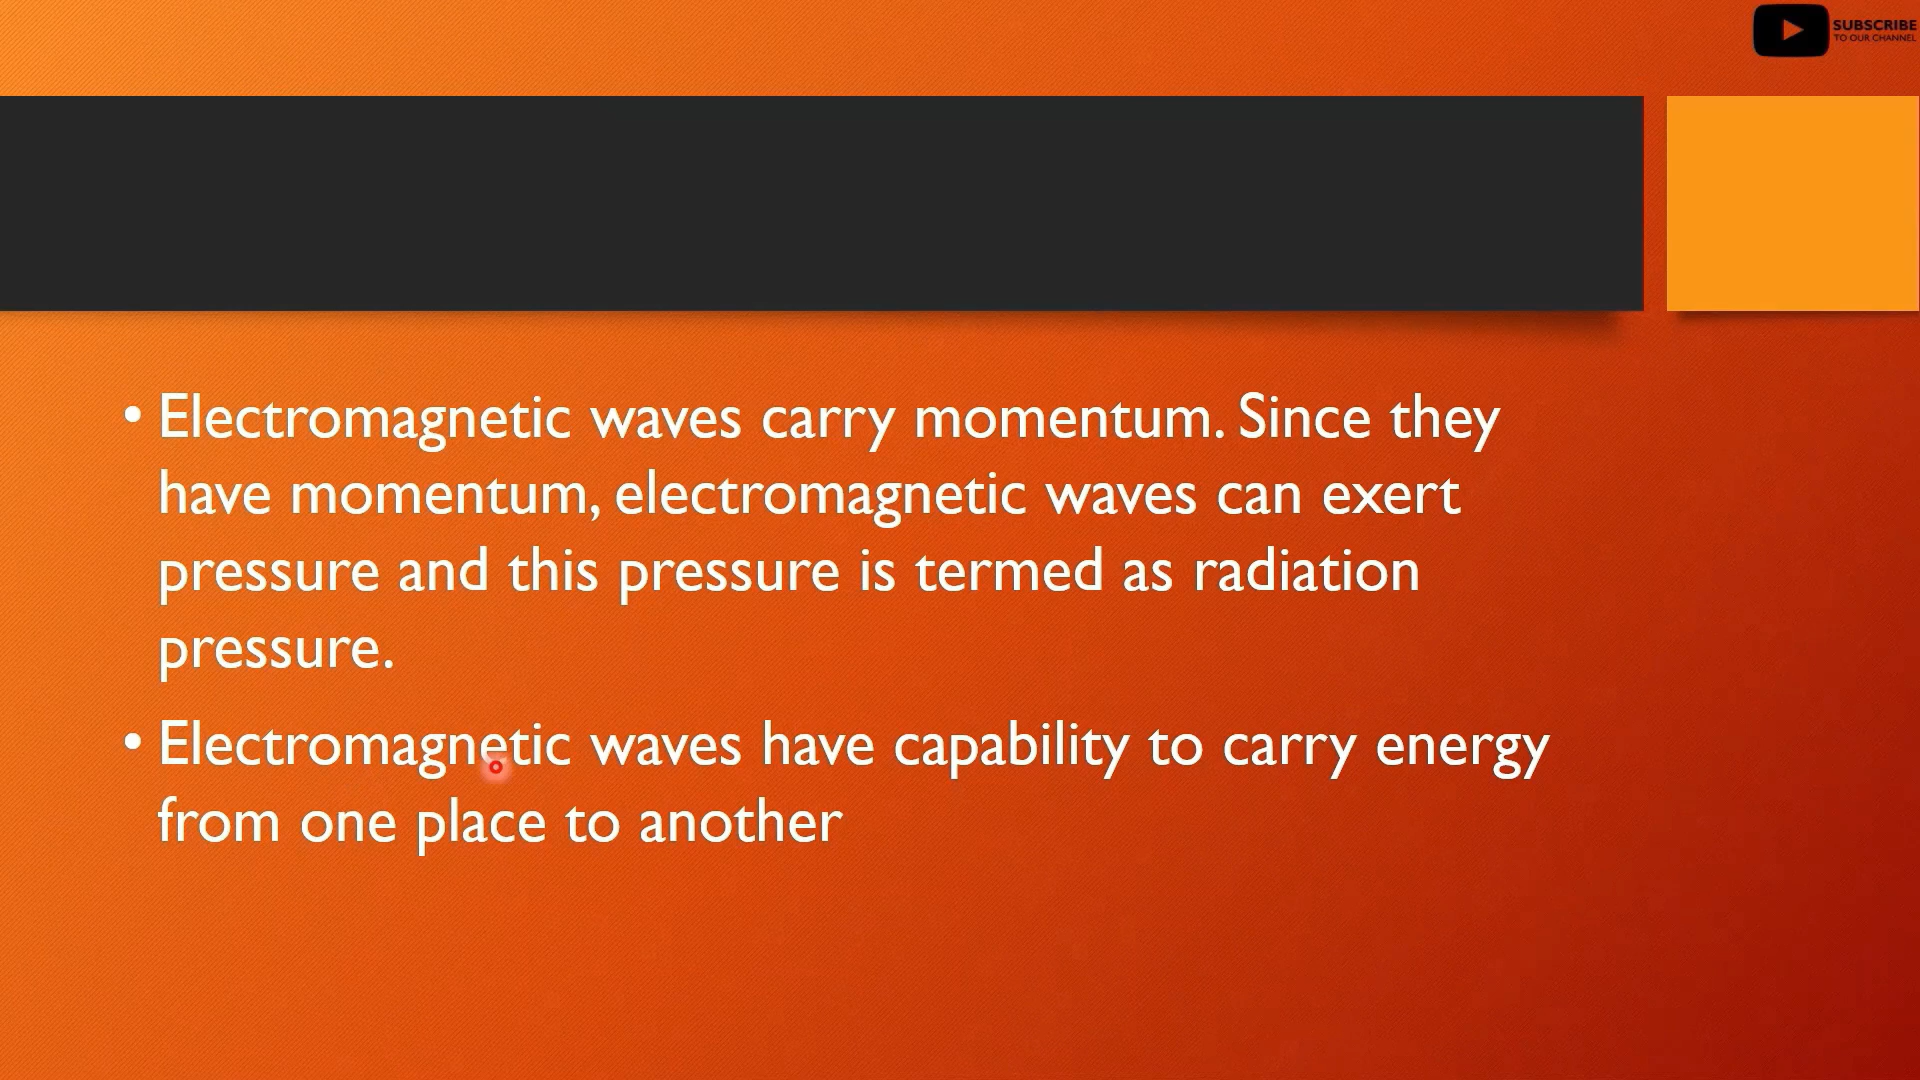 SUBSCRIBE
TO OUR CHANNEL
• Electromagnetic waves carry momentum. Since they
have momentum, electromagnetic waves can exert
pressure and this pressure is termed as radiation
pressure.
• Electromagnetic waves have capability to carry energy
from one place to another